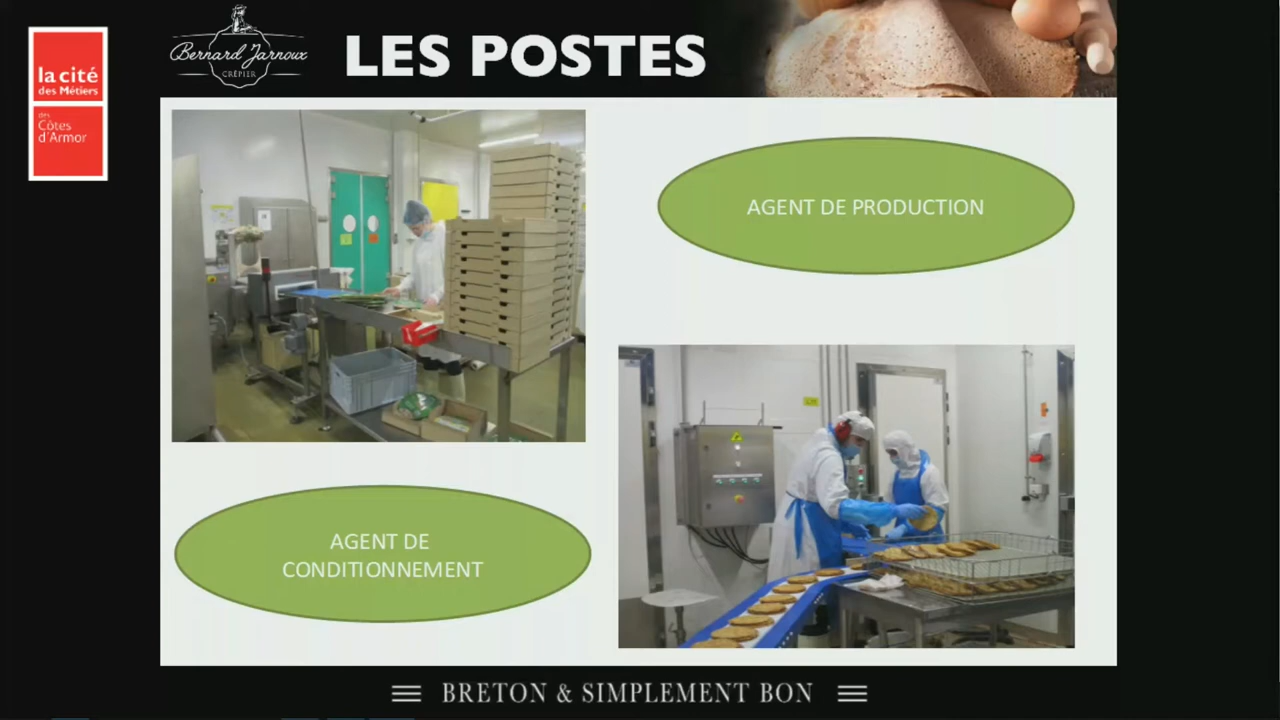 la cité
des Métiers
des
Côtes
d'Armor
Bernard Jarnoux
CRÊPIER
LES POSTES
AGENT DE PRODUCTION
AGENT DE
CONDITIONNEMENT
BRETON & SIMPLEMENT BON